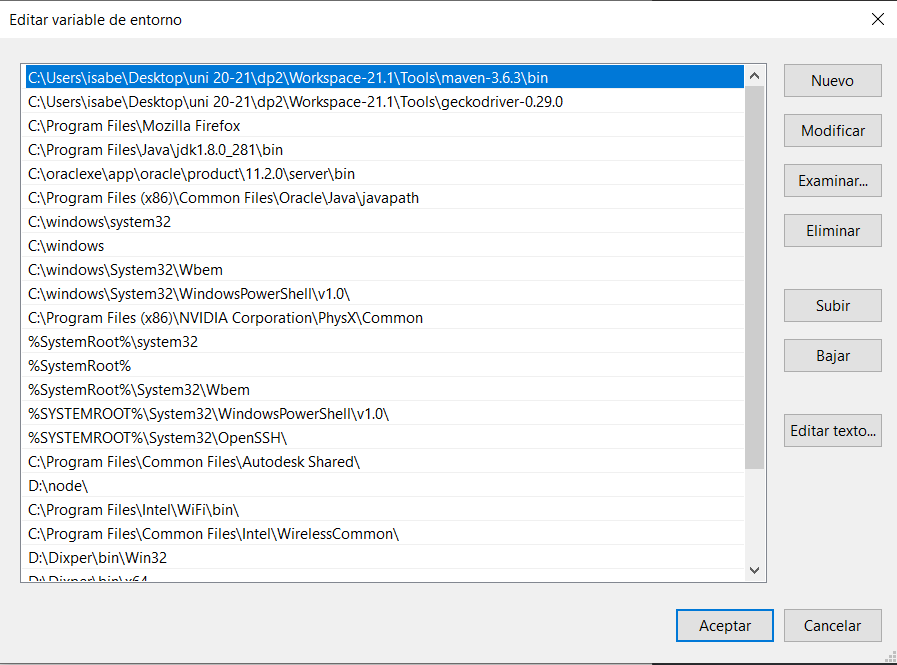 Editar variable de entorno
C:\Users\isabe\Desktop\uni 20-21\dp2\Workspace-21.1\Tools\maven-3.6.3\bin
Nuevo
C:\Users\isabe\Desktop\uni 20-21\dp2\Workspace-21.1\Tools\geckodriver-0.29.0
C:\Program Files\Mozilla Firefox
Modificar
C:\Program Files\Java\jdk1.8.0_281\bin
C:\oraclexe\app\oracle\product\11.2.0\server\bin
Examinar...
C:\Program Files (x86)\Common Files\Oracle\Java\javapath
C:\windows\system32
Eliminar
C:\windows
C:\windows\System32\Wbem
C:\windows\System32\WindowsPowerShell\v1.0\
Subir
C:\Program Files (x86)\NVIDIA Corporation\PhysX\Common
%SystemRoot%\system32
Bajar
%SystemRoot%
%SystemRoot%\System32\Wbem
%SYSTEMROOT%\System32\WindowsPowerShell\v1.0\
Editar texto...
%SYSTEMROOT%\System32\OpenSSH\
C:\Program Files\Common Files\Autodesk Shared\
D:\node\
C:\Program Files\Intel\WiFi\bin\
C:\Program Files\Common Files\Intel\WirelessCommon\
D:\Dixper\bin\Win32
D:\Dixper\bin\x64
Aceptar
Cancelar